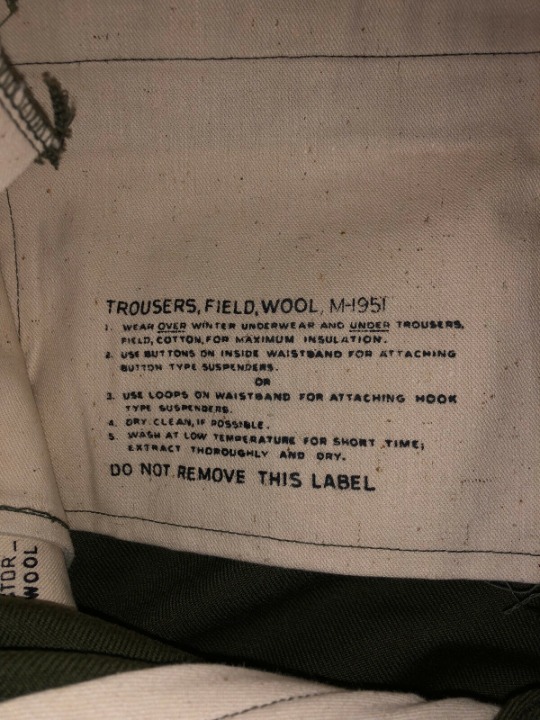 TROUSERS, FIELD, WOOL, M-1951
1. WEAR OVER WINTER UNDERWEAR AND UNDER TROUSERS,
FIELD, COTTON, FOR MAXIMUM INSULATION.
2. USE BUTTONS ON INSIDE WAISTBAND FOR ATTACHING
BUTTON TYPE SUSPENDERS.
OR
3. USE LOOPS ON WAISTBAND FOR ATTACHING HOOK
TYPE SUSPENDERS.
4. DRY CLEAN, IF POSSIBLE.
5. WASH AT LOW TEMPERATURE FOR SHORT TIME;
EXTRACT THOROUGHLY AND DRY.
DO NOT REMOVE THIS LABEL
WOOL